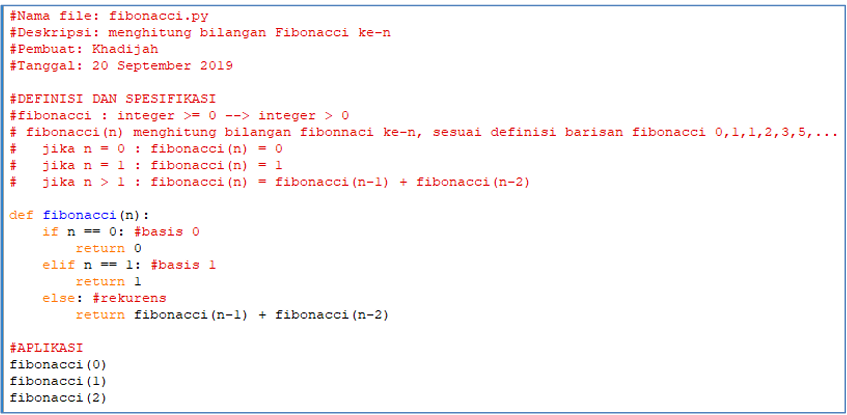 #Nama file: fibonacci.py
#Deskripsi: menghitung bilangan Fibonacci ke-n
#Pembuat: Khadijah
#Tanggal: 20 September 2019

#DEFINISI DAN SPESIFIKASI
#fibonacci : integer >= 0 --> integer > 0
# fibonacci(n) menghitung bilangan fibonnaci ke-n, sesuai definisi barisan fibonacci 0,1,1,2,3,5,...
#   jika n = 0 : fibonacci(n) = 0
#   jika n = 1 : fibonacci(n) = 1
#   jika n > 1 : fibonacci(n) = fibonacci(n-1) + fibonacci(n-2)

def fibonacci(n):
    if n == 0: #basis 0
        return 0
    elif n == 1: #basis 1
        return 1
    else: #rekurens
        return fibonacci(n-1) + fibonacci(n-2)

#APLIKASI
fibonacci(0)
fibonacci(1)
fibonacci(2)